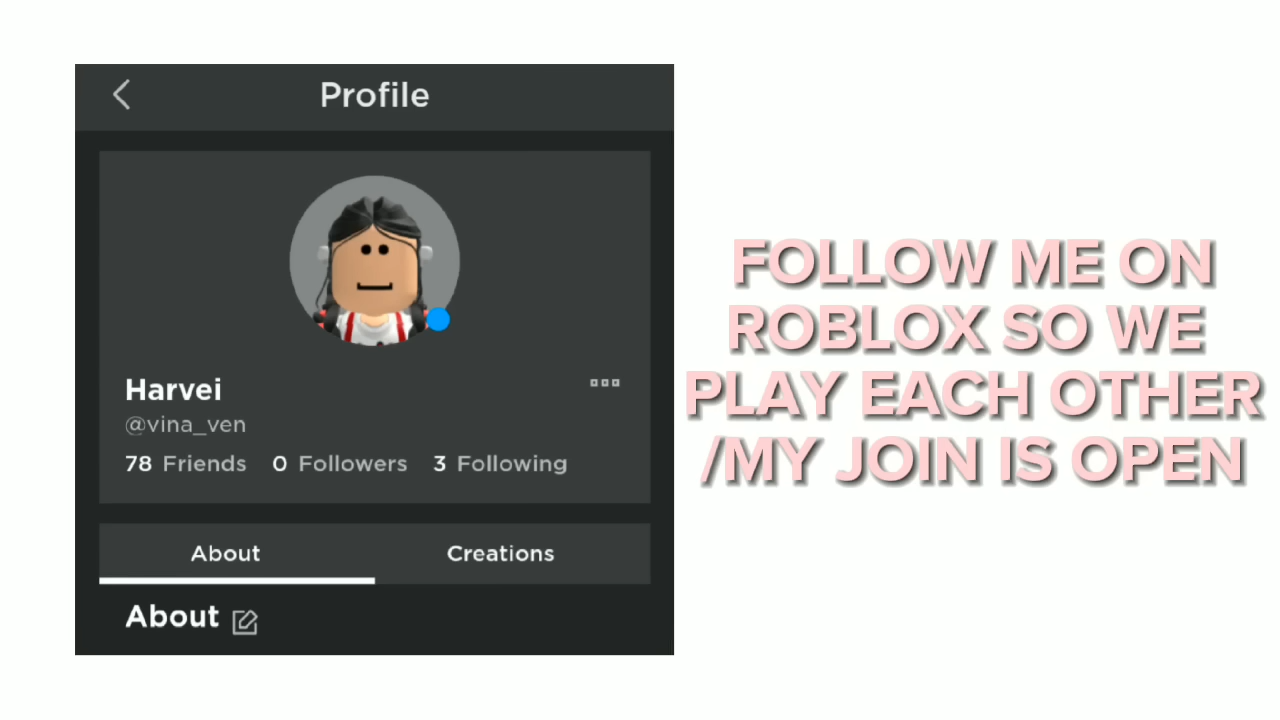 Profile
Harvei
@vina_ven
78 Friends 0 Followers 3 Following
About Creations
About
FOLLOW ME ON
ROBLOX SO WE
PLAY EACH OTHER
/MY JOIN IS OPEN